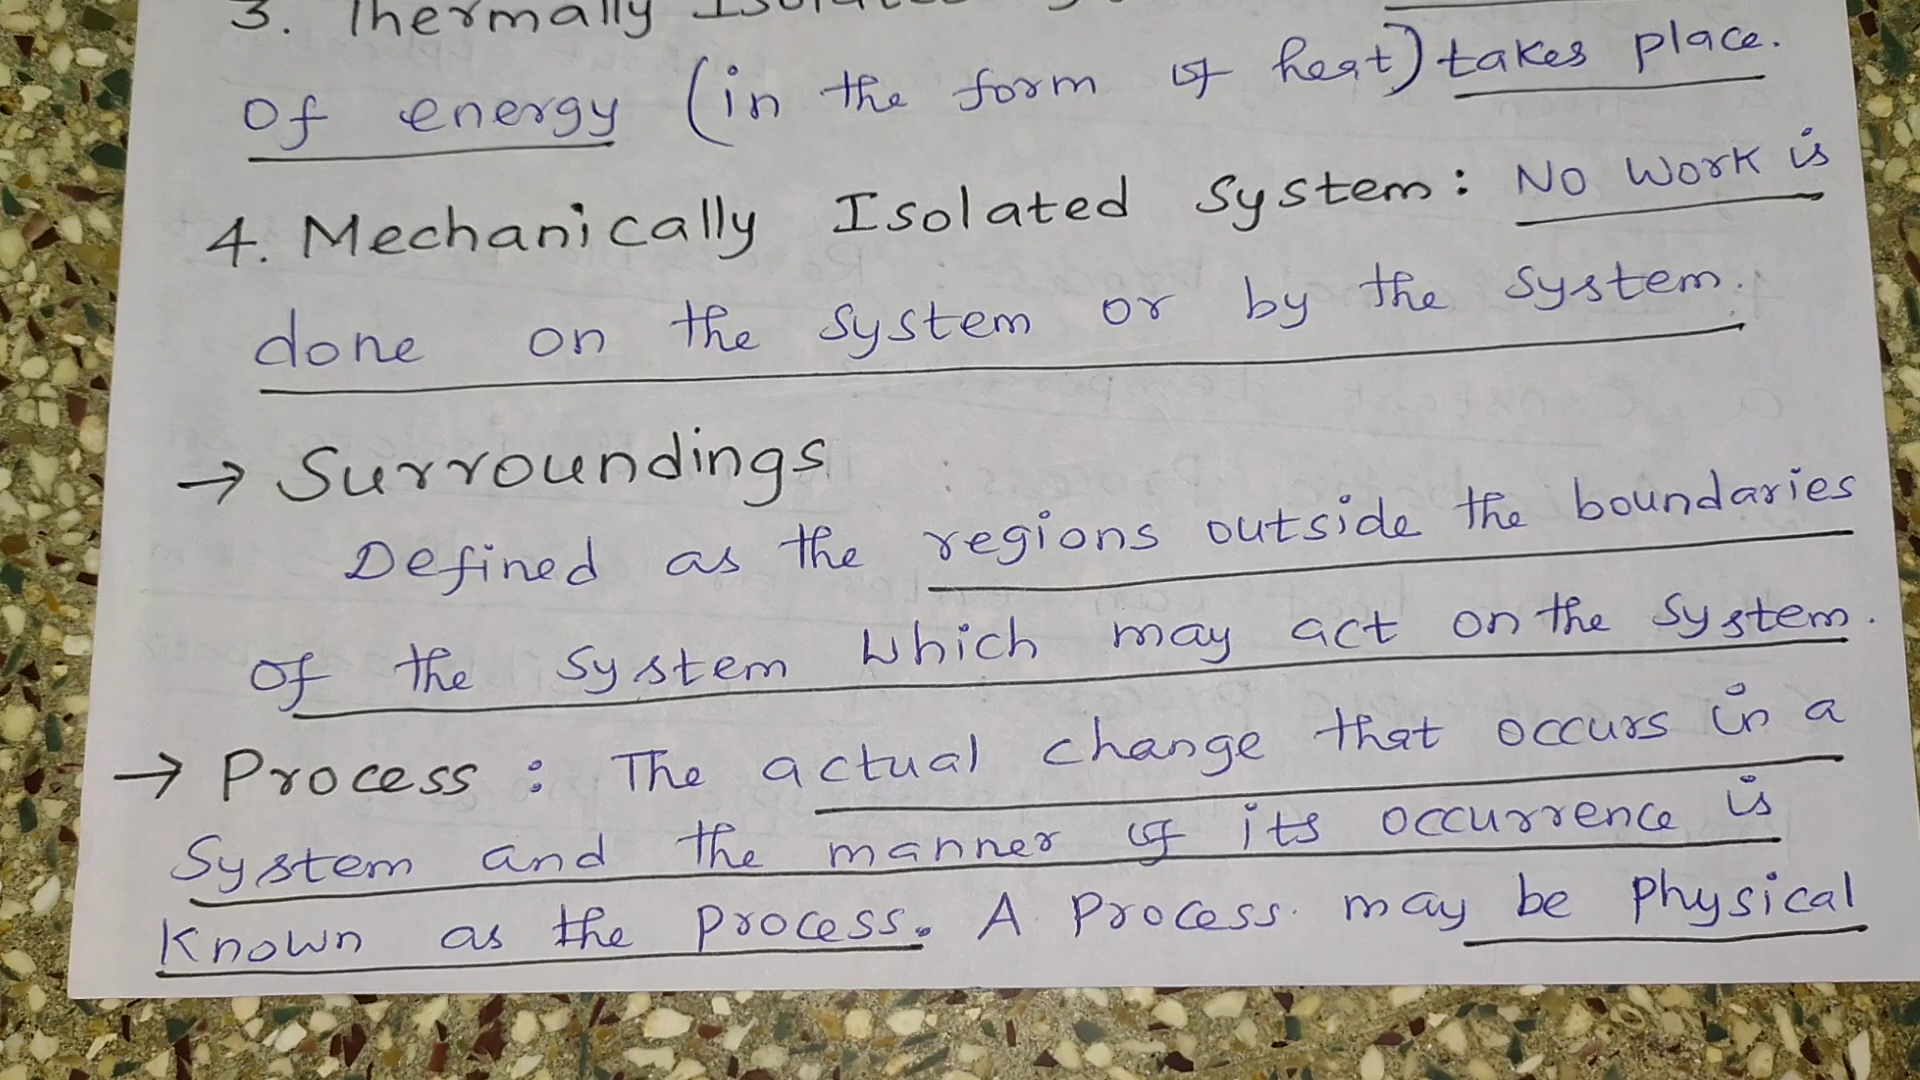 3. Thermally
Of energy (in the form of heat) takes place.
4. Mechanically Isolated System: No Work is
done on the system or by the system.
→ Surroundings
Defined as the regions outside the boundaries
of the system which may act on the system.
→ Process: The actual change that occurs in a
System and the manner of its occurrence is
Known as the process. A Process may be physical